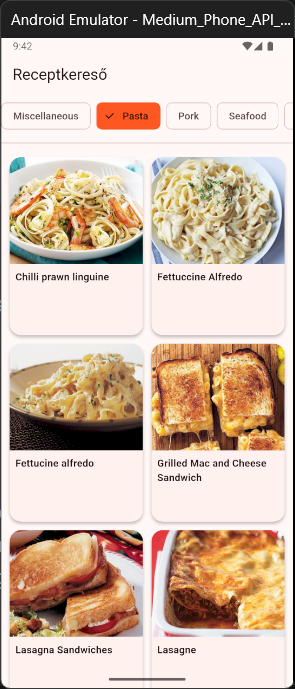 Android Emulator - Medium_Phone_API_...
9:42
Receptkereső
Miscellaneous
Pasta
Pork
Seafood
Chilli prawn linguine
Fettuccine Alfredo
Fettucine alfredo
Grilled Mac and Cheese
Sandwich
Lasagna Sandwiches
Lasagne